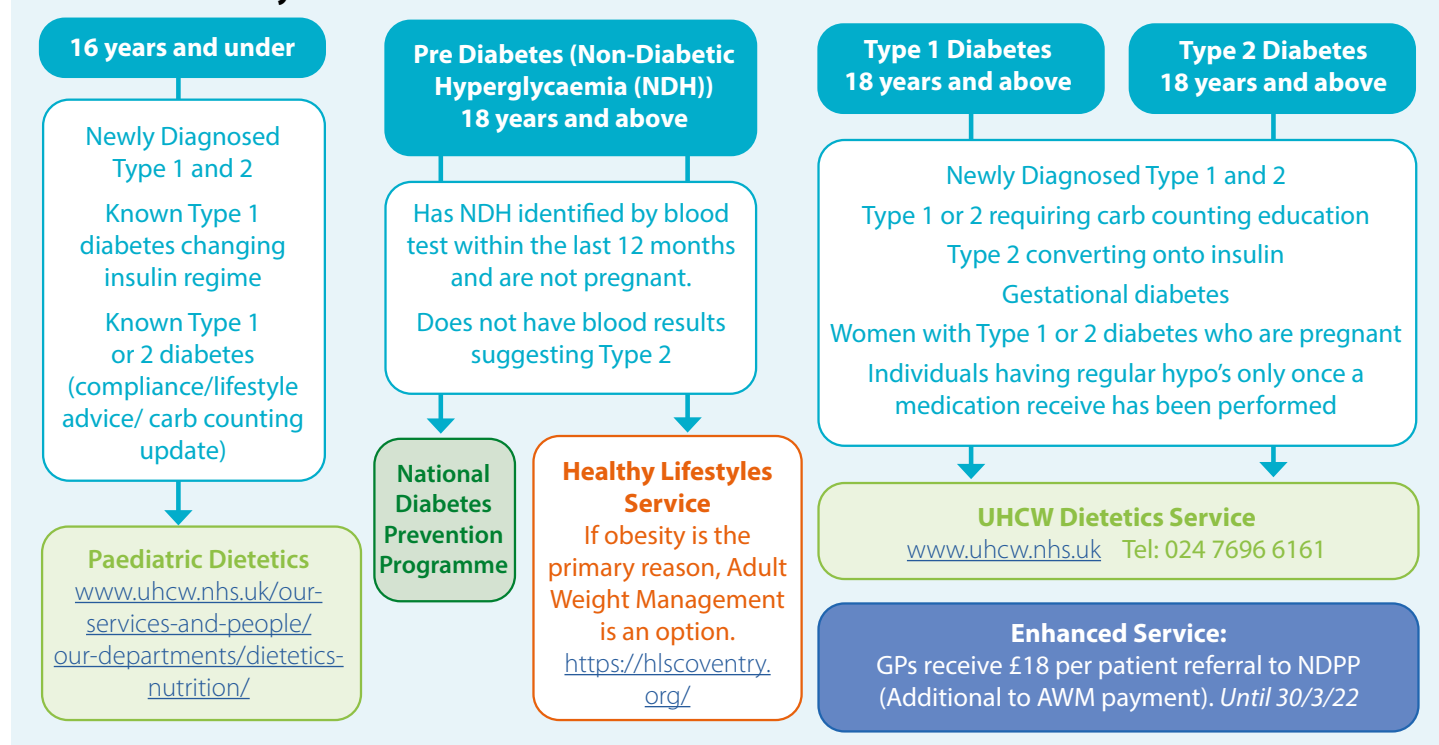 16 years and under
Newly Diagnosed
Type 1 and 2
Known Type 1
diabetes changing
insulin regime
Known Type 1
or 2 diabetes
(compliance/lifestyle
advice/ carb counting
update)
Paediatric Dietetics
www.uhcw.nhs.uk/our-
services-and-people/
our-departments/dietetics-
nutrition/
Pre Diabetes (Non-Diabetic
Hyperglycaemia (NDH))
18 years and above
Has NDH identified by blood
test within the last 12 months
and are not pregnant.
Does not have blood results
suggesting Type 2
National
Diabetes
Prevention
Programme
Healthy Lifestyles
Service
If obesity is the
primary reason, Adult
Weight Management
is an option.
https://hlscoventry.
org/
Type 1 Diabetes
18 years and above
Type 2 Diabetes
18 years and above
Newly Diagnosed Type 1 and 2
Type 1 or 2 requiring carb counting education
Type 2 converting onto insulin
Gestational diabetes
Women with Type 1 or 2 diabetes who are pregnant
Individuals having regular hypo's only once a
medication receive has been performed
UHCW Dietetics Service
www.uhcw.nhs.uk Tel: 024 7696 6161
Enhanced Service:
GPs receive £18 per patient referral to NDPP
(Additional to AWM payment). Until 30/3/22